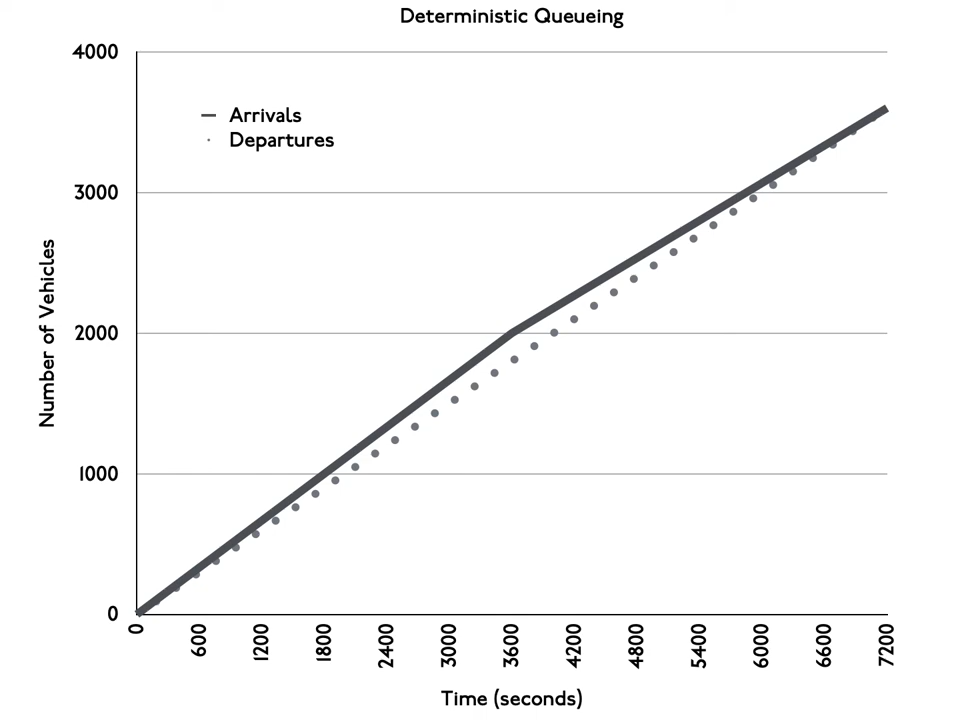 Deterministic Queueing
4000
Arrivals
Departures
3000
2000
1000
0
Number of Vehicles
0 600 1200 1800 2400 3000 3600 4200 4800 5400 6000 6600 7200
Time (seconds)